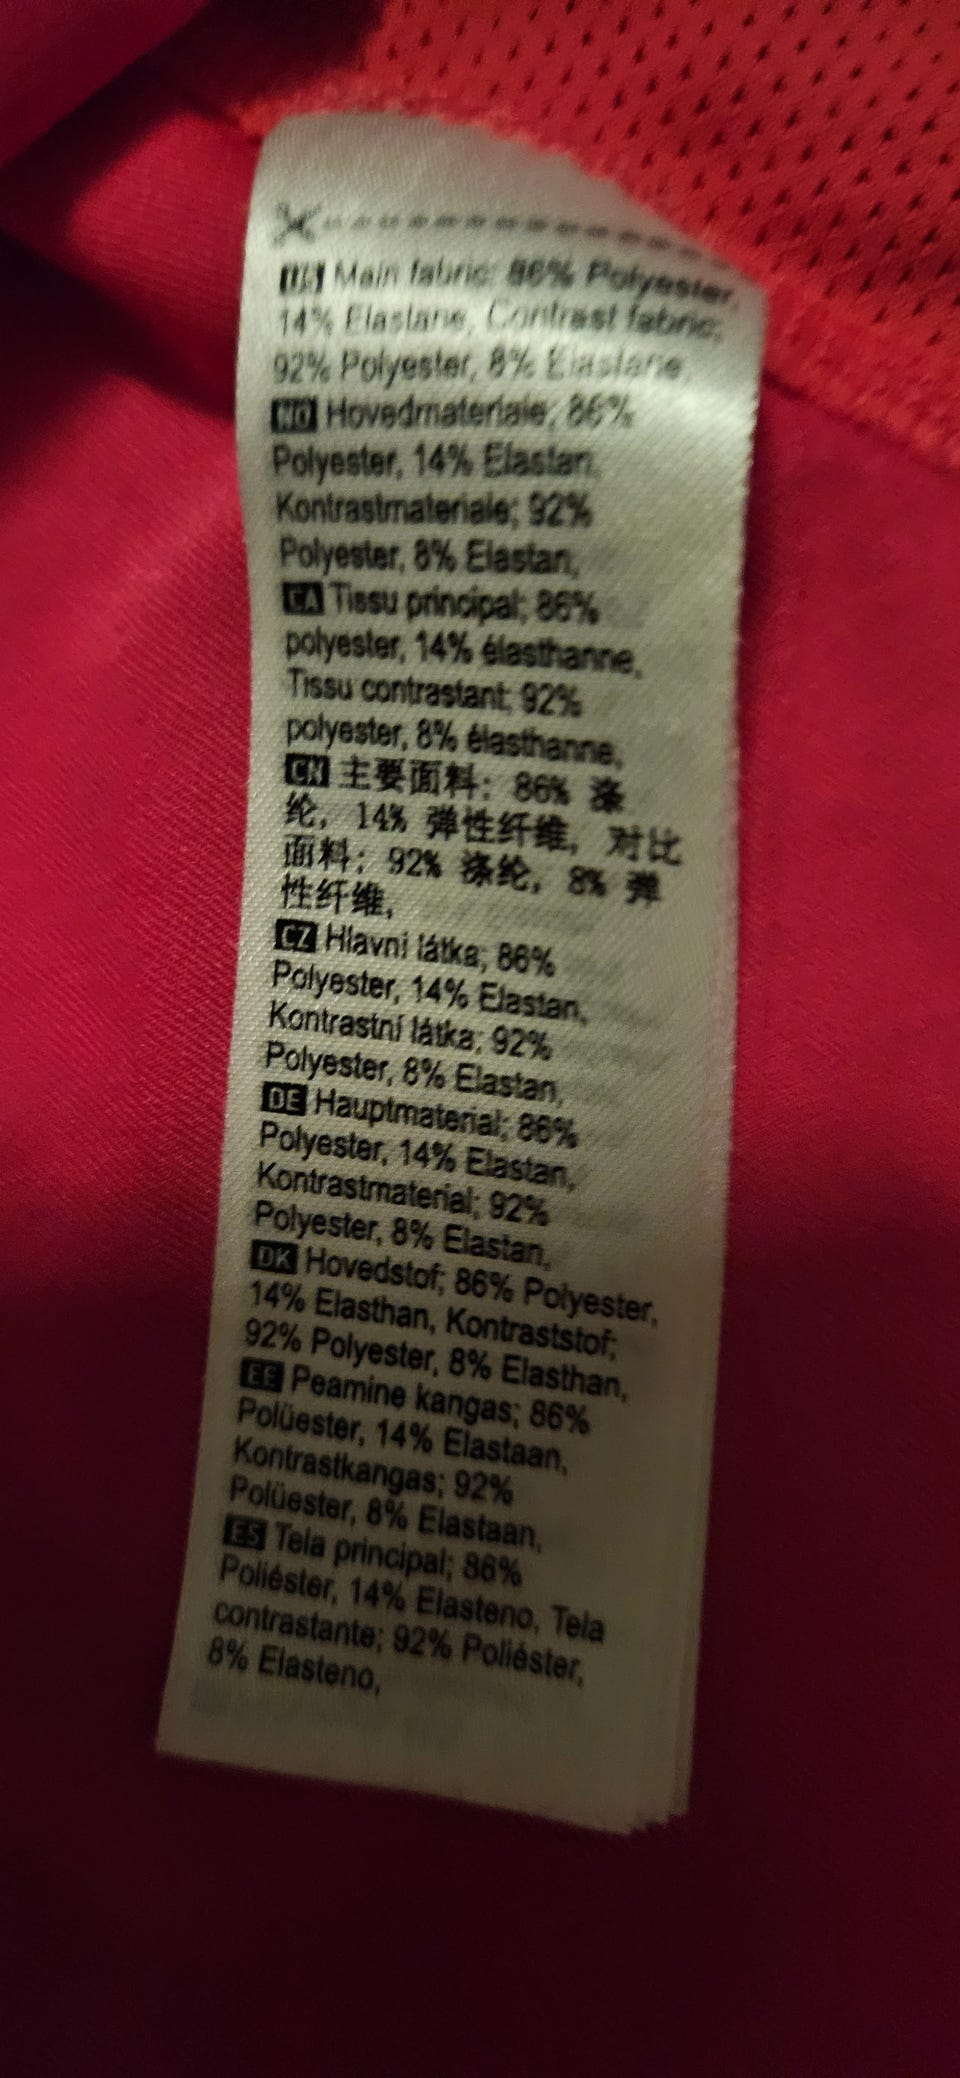 UK Main fabric; 86% Polyester,
14% Elastane, Contrast fabric;
92% Polyester, 8% Elastane,
NO Hovedmateriale; 86%
Polyester, 14% Elastan,
Kontrastmateriale; 92%
Polyester, 8% Elastan,
CA Tissu principal; 86%
polyester, 14% élasthanne,
Tissu contrastant; 92%
polyester, 8% élasthanne,
CN 主要面料; 86% 涤
纶, 14% 弹性纤维, 对比
面料; 92% 涤纶, 8% 弹
性纤维,
CZ Hlavní látka; 86%
Polyester, 14% Elastan,
Kontrastní látka; 92%
Polyester, 8% Elastan,
DE Hauptmaterial; 86%
Polyester, 14% Elastan,
Kontrastmaterial; 92%
Polyester, 8% Elastan,
DK Hovedstof; 86% Polyester,
14% Elasthan, Kontraststof;
92% Polyester, 8% Elasthan,
EE Peamine kangas; 86%
Polüester, 14% Elastaan,
Kontrastkangas; 92%
Polüester, 8% Elastaan,
ES Tela principal; 86%
Poliéster, 14% Elasteno, Tela
contrastante; 92% Poliéster,
8% Elasteno,